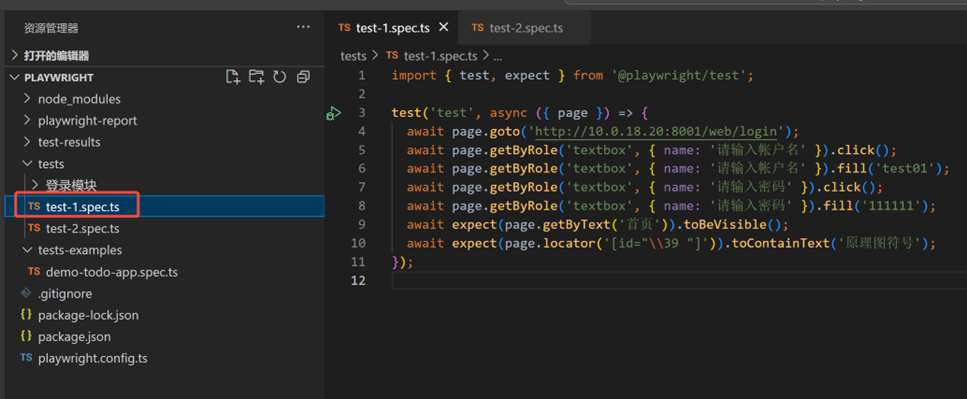 资源管理器
...
打开的编辑器
PLAYWRIGHT
node_modules
playwright-report
test-results
tests
登录模块
TS test-1.spec.ts
TS test-2.spec.ts
tests-examples
TS demo-todo-app.spec.ts
.gitignore
{} package-lock.json
{} package.json
TS playwright.config.ts
TS test-1.spec.ts
TS test-2.spec.ts
tests > TS test-1.spec.ts > ...
1 import { test, expect } from '@playwright/test';
2
3 test('test', async ({ page }) => {
4 await page.goto('http://10.0.18.20:8001/web/login');
5 await page.getByRole('textbox', { name: '请输入帐户名' }).click();
6 await page.getByRole('textbox', { name: '请输入帐户名' }).fill('test01');
7 await page.getByRole('textbox', { name: '请输入密码' }).click();
8 await page.getByRole('textbox', { name: '请输入密码' }).fill('111111');
9 await expect(page.getByText('首页')).toBeVisible();
10 await expect(page.locator('[id="\\39 "]')).toContainText('原理图符号');
11 });
12